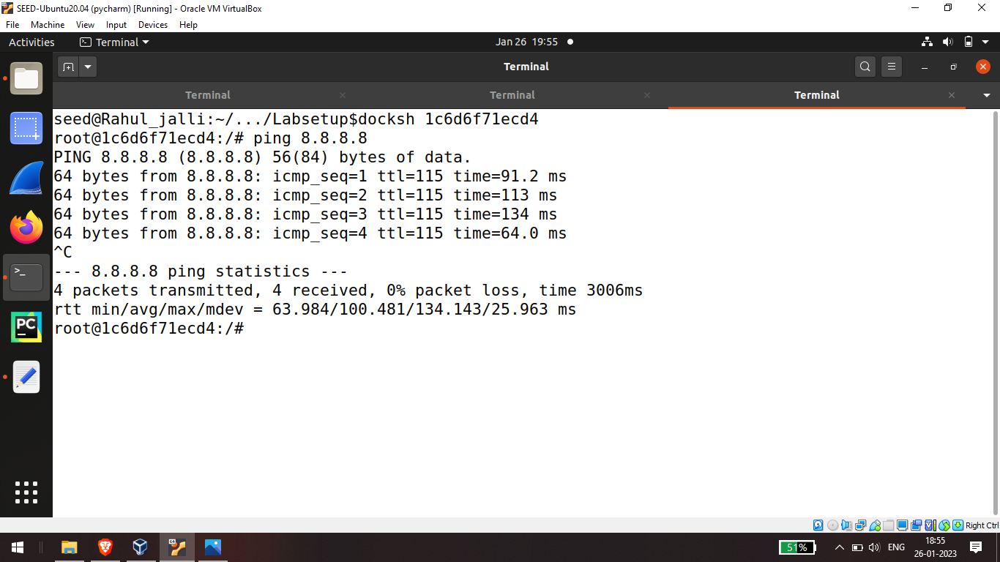 SEED-Ubuntu20.04 (pycharm) [Running] - Oracle VM VirtualBox
File Machine View Input Devices Help
Activities Terminal Jan 26 19:55
Terminal
Terminal Terminal Terminal
seed@Rahul_jalli:~/.../Labsetup$docksh 1c6d6f71ecd4
root@1c6d6f71ecd4:/# ping 8.8.8.8
PING 8.8.8.8 (8.8.8.8) 56(84) bytes of data.
64 bytes from 8.8.8.8: icmp_seq=1 ttl=115 time=91.2 ms
64 bytes from 8.8.8.8: icmp_seq=2 ttl=115 time=113 ms
64 bytes from 8.8.8.8: icmp_seq=3 ttl=115 time=134 ms
64 bytes from 8.8.8.8: icmp_seq=4 ttl=115 time=64.0 ms
^C
--- 8.8.8.8 ping statistics ---
4 packets transmitted, 4 received, 0% packet loss, time 3006ms
rtt min/avg/max/mdev = 63.984/100.481/134.143/25.963 ms
root@1c6d6f71ecd4:/#
>_
PC
Right Ctrl
51% ENG 18:55
26-01-2023